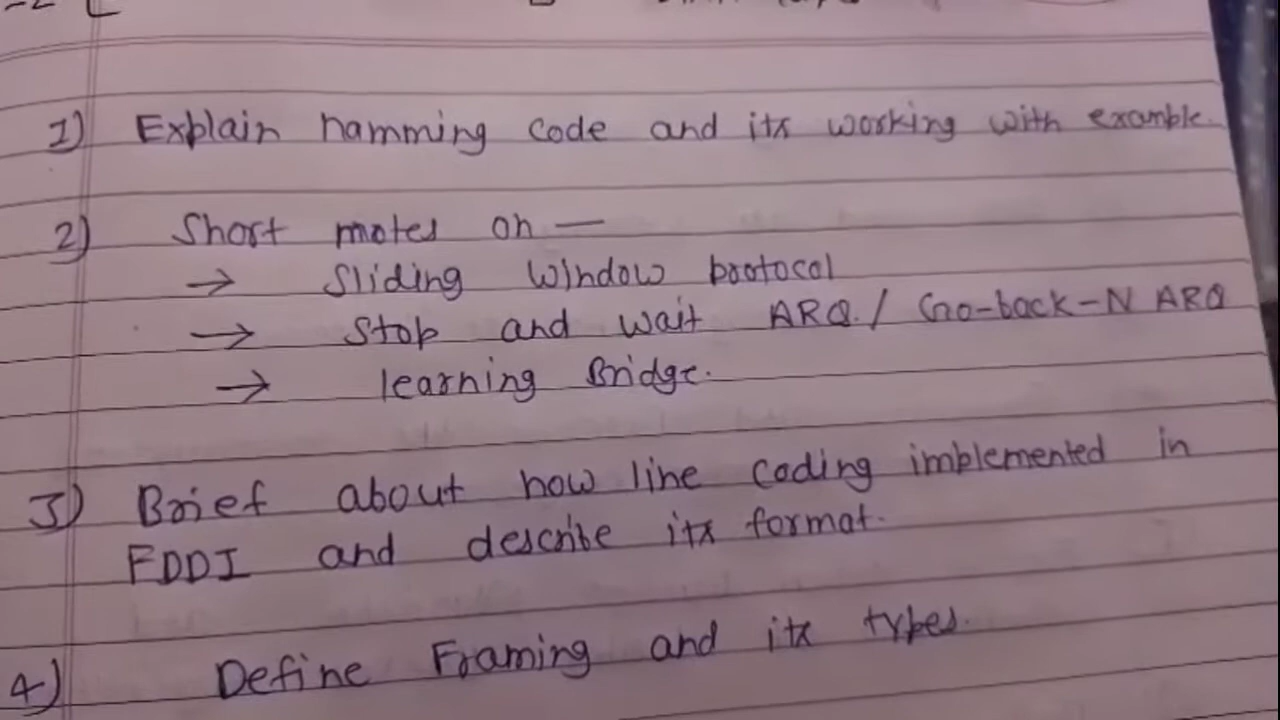 1) Explain hamming code and its working with example.
2) Short notes on —
→ Sliding Window protocol
→ Stop and wait ARQ. / Go-back-N ARQ
→ learning Bridge.
3) Brief about how line coding implemented in
FDDI and describe its format.
4) Define Framing and its types.